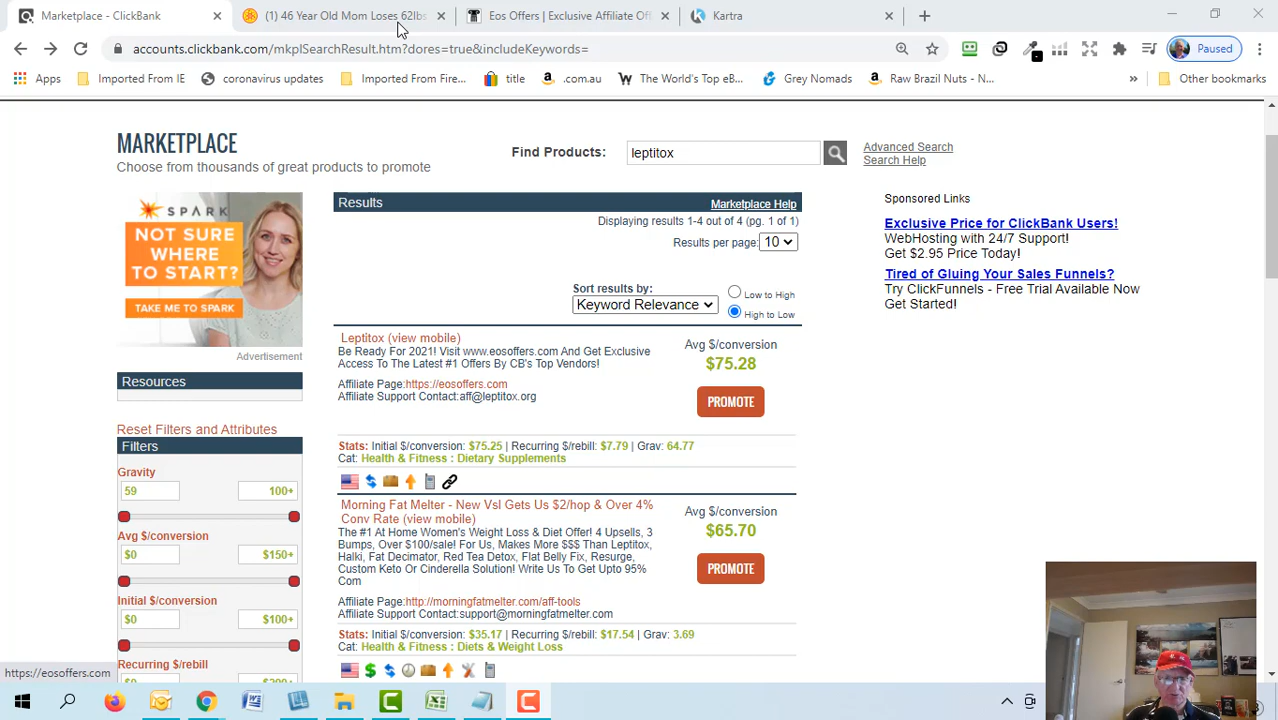 Marketplace - ClickBank
(1) 46 Year Old Mom Loses 62lbs
Eos Offers | Exclusive Affiliate Off
Kartra
accounts.clickbank.com/mkplSearchResult.htm?dores=true&includeKeywords=
Paused
Apps
Imported From IE
coronavirus updates
Imported From Fire...
title
.com.au
The World's Top eB...
Grey Nomads
Raw Brazil Nuts - N...
Other bookmarks
MARKETPLACE
Choose from thousands of great products to promote
Find Products:
leptitox
Advanced Search
Search Help
SPARK
NOT SURE
WHERE
TO START?
TAKE ME TO SPARK
Advertisement
Resources
Reset Filters and Attributes
Filters
Gravity
59
100+
Avg $/conversion
$0
$150+
Initial $/conversion
$0
$100+
Recurring $/rebill
Results
Marketplace Help
Displaying results 1-4 out of 4 (pg. 1 of 1)
Results per page: 10
Sort results by:
Keyword Relevance
Low to High
High to Low
Leptitox (view mobile)
Be Ready For 2021! Visit www.eosoffers.com And Get Exclusive
Access To The Latest #1 Offers By CB's Top Vendors!
Affiliate Page:https://eosoffers.com
Affiliate Support Contact:aff@leptitox.org
Avg $/conversion
$75.28
PROMOTE
Stats: Initial $/conversion: $75.25 | Recurring $/rebill: $7.79 | Grav: 64.77
Cat: Health & Fitness : Dietary Supplements
Morning Fat Melter - New Vsl Gets Us $2/hop & Over 4%
Conv Rate (view mobile)
The #1 At Home Women's Weight Loss & Diet Offer! 4 Upsells, 3
Bumps, Over $100/sale! For Us, Makes More $$$ Than Leptitox,
Halki, Fat Decimator, Red Tea Detox, Flat Belly Fix, Resurge,
Custom Keto Or Cinderella Solution! Write Us To Get Upto 95%
Com
Affiliate Page:http://morningfatmelter.com/aff-tools
Affiliate Support Contact:support@morningfatmelter.com
Avg $/conversion
$65.70
PROMOTE
Stats: Initial $/conversion: $35.17 | Recurring $/rebill: $17.54 | Grav: 3.69
Cat: Health & Fitness : Diets & Weight Loss
Sponsored Links
Exclusive Price for ClickBank Users!
WebHosting with 24/7 Support!
Get $2.95 Price Today!
Tired of Gluing Your Sales Funnels?
Try ClickFunnels - Free Trial Available Now
Get Started!
https://eosoffers.com